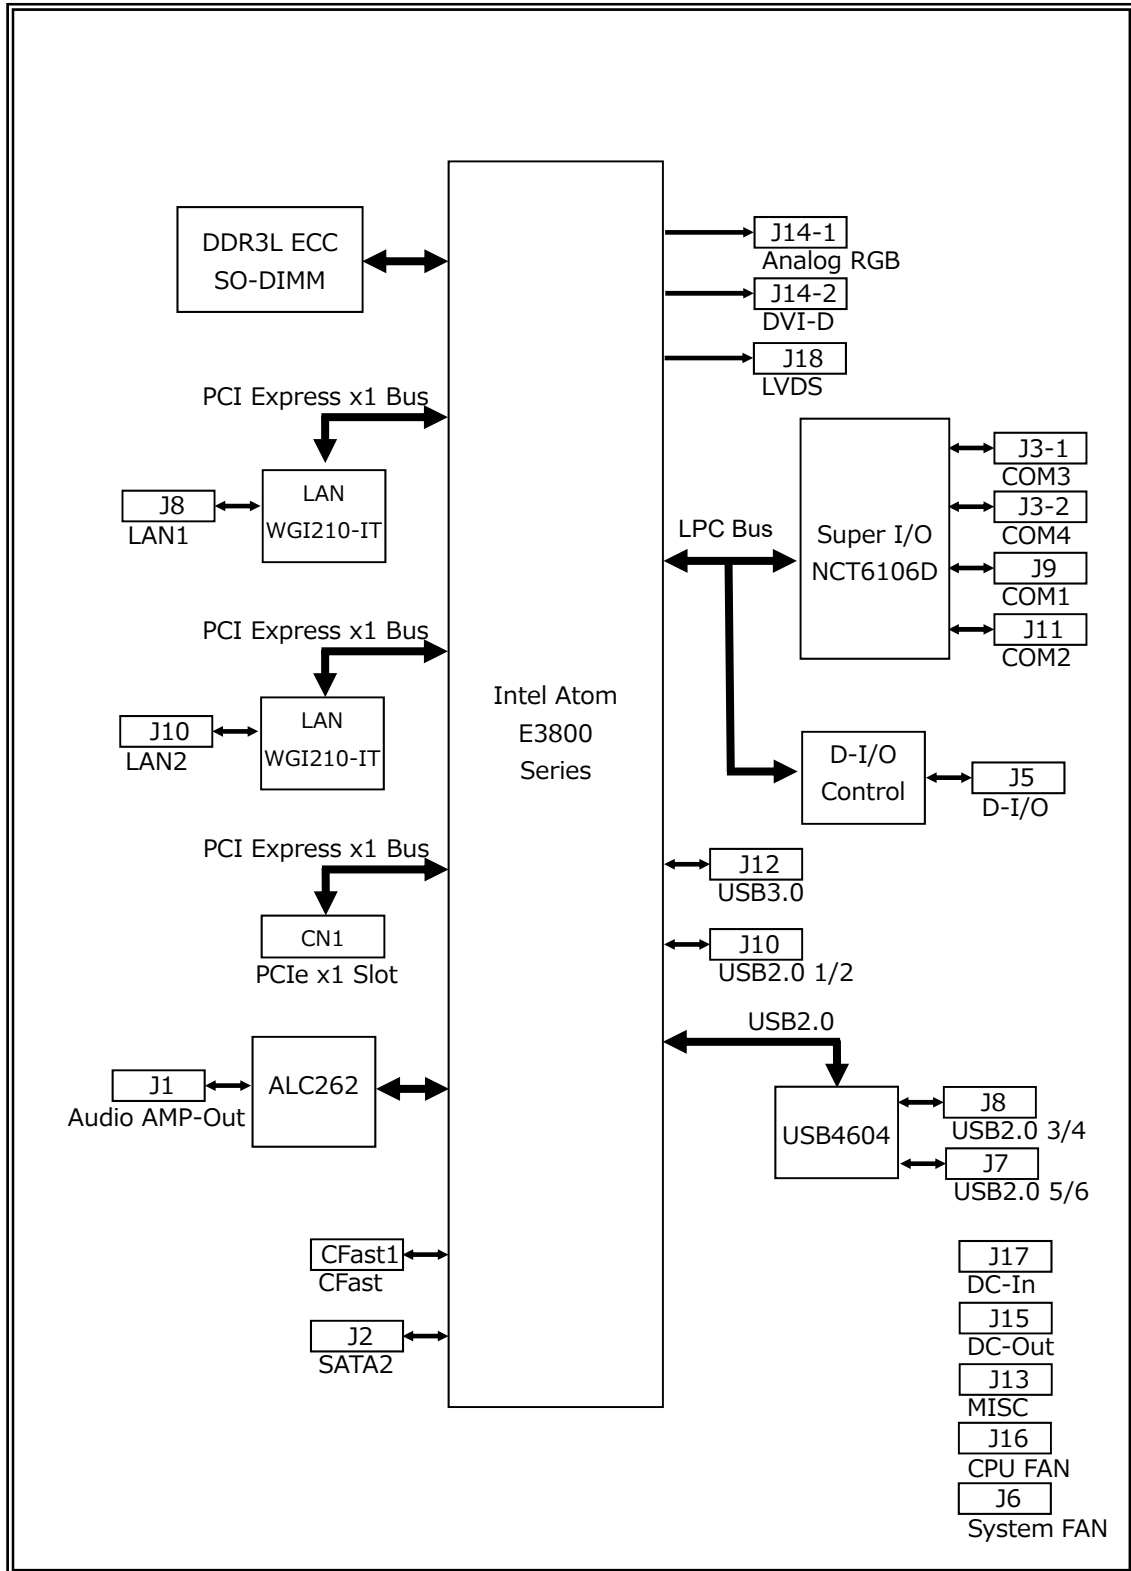 DDR3L ECC
SO-DIMM
PCI Express x1 Bus
LAN
WGI210-IT
J8
LAN1
PCI Express x1 Bus
LAN
WGI210-IT
J10
LAN2
PCI Express x1 Bus
CN1
PCIe x1 Slot
J1
Audio AMP-Out
ALC262
CFast1
CFast
J2
SATA2
Intel Atom
E3800
Series
J14-1
Analog RGB
J14-2
DVI-D
J18
LVDS
LPC Bus
Super I/O
NCT6106D
J3-1
COM3
J3-2
COM4
J9
COM1
J11
COM2
D-I/O
Control
J5
D-I/O
J12
USB3.0
J10
USB2.0 1/2
USB2.0
USB4604
J8
USB2.0 3/4
J7
USB2.0 5/6
J17
DC-In
J15
DC-Out
J13
MISC
J16
CPU FAN
J6
System FAN